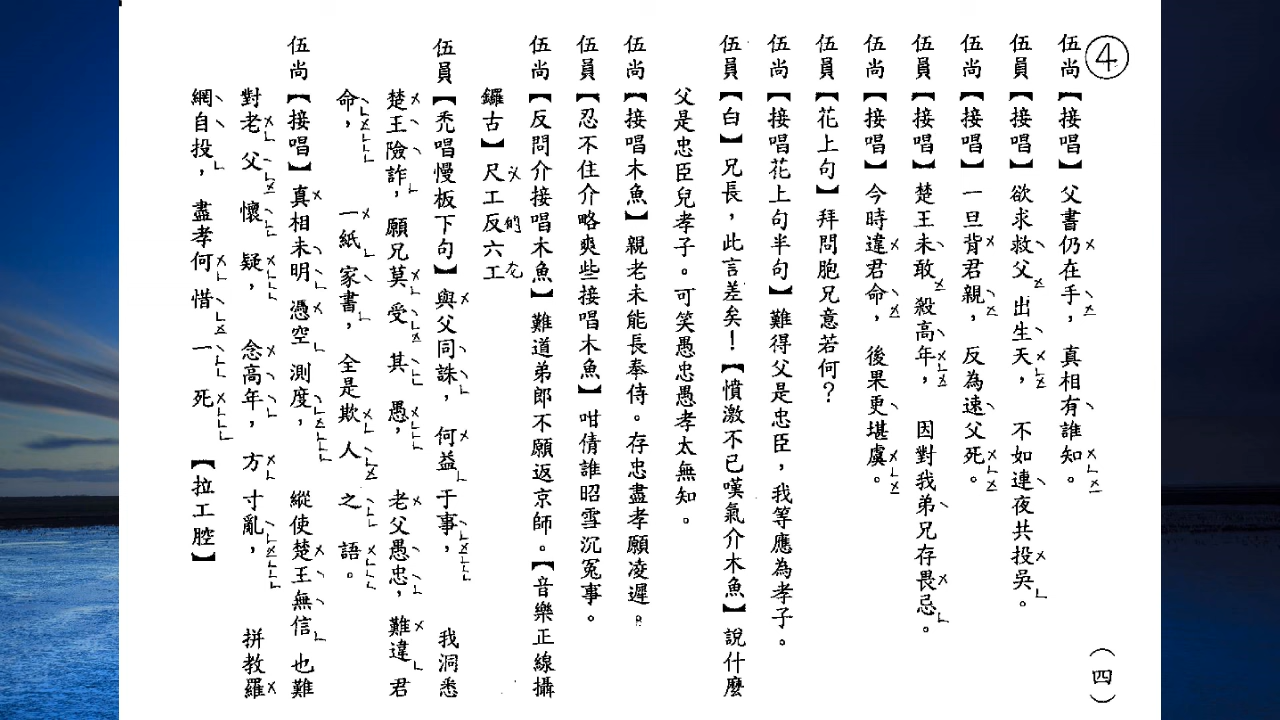 ④
(四)
伍尚【接唱】父書仍在手,真相有誰知。
伍員【接唱】欲求救父出生天,不如連夜共投吳。
伍尚【接唱】一旦背君親,反為速父死。
伍員【接唱】楚王未敢殺高年,因對我弟兄存畏忌。
伍尚【接唱】今時違君命,後果更堪虞。
伍員【花上句】拜問胞兄意若何?
伍尚【接唱花上句半句】難得父是忠臣,我等應為孝子。
伍員【白】兄長,此言差矣!【憤激不已嘆氣介木魚】說什麼
父是忠臣兒孝子。可笑愚忠愚孝太無知。
伍尚【接唱木魚】親老未能長奉侍。存忠盡孝願凌遲。
伍員【忍不住介略爽些接唱木魚】咁倩誰昭雪沉冤事。
伍尚【反問介接唱木魚】難道弟郎不願返京師。【音樂正線攝
鑼古】尺工反六工
伍員【禿唱慢板下句】與父同誅,何益于事,我洞悉
楚王險詐,願兄莫受其愚,老父愚忠,難違君
命,一紙家書,全是欺人之語。
伍尚【接唱】真相未明憑空測度,縱使楚王無信也難
對老父懷疑,念高年,方寸亂,拼教羅
網自投,盡孝何惜一死【拉工腔】